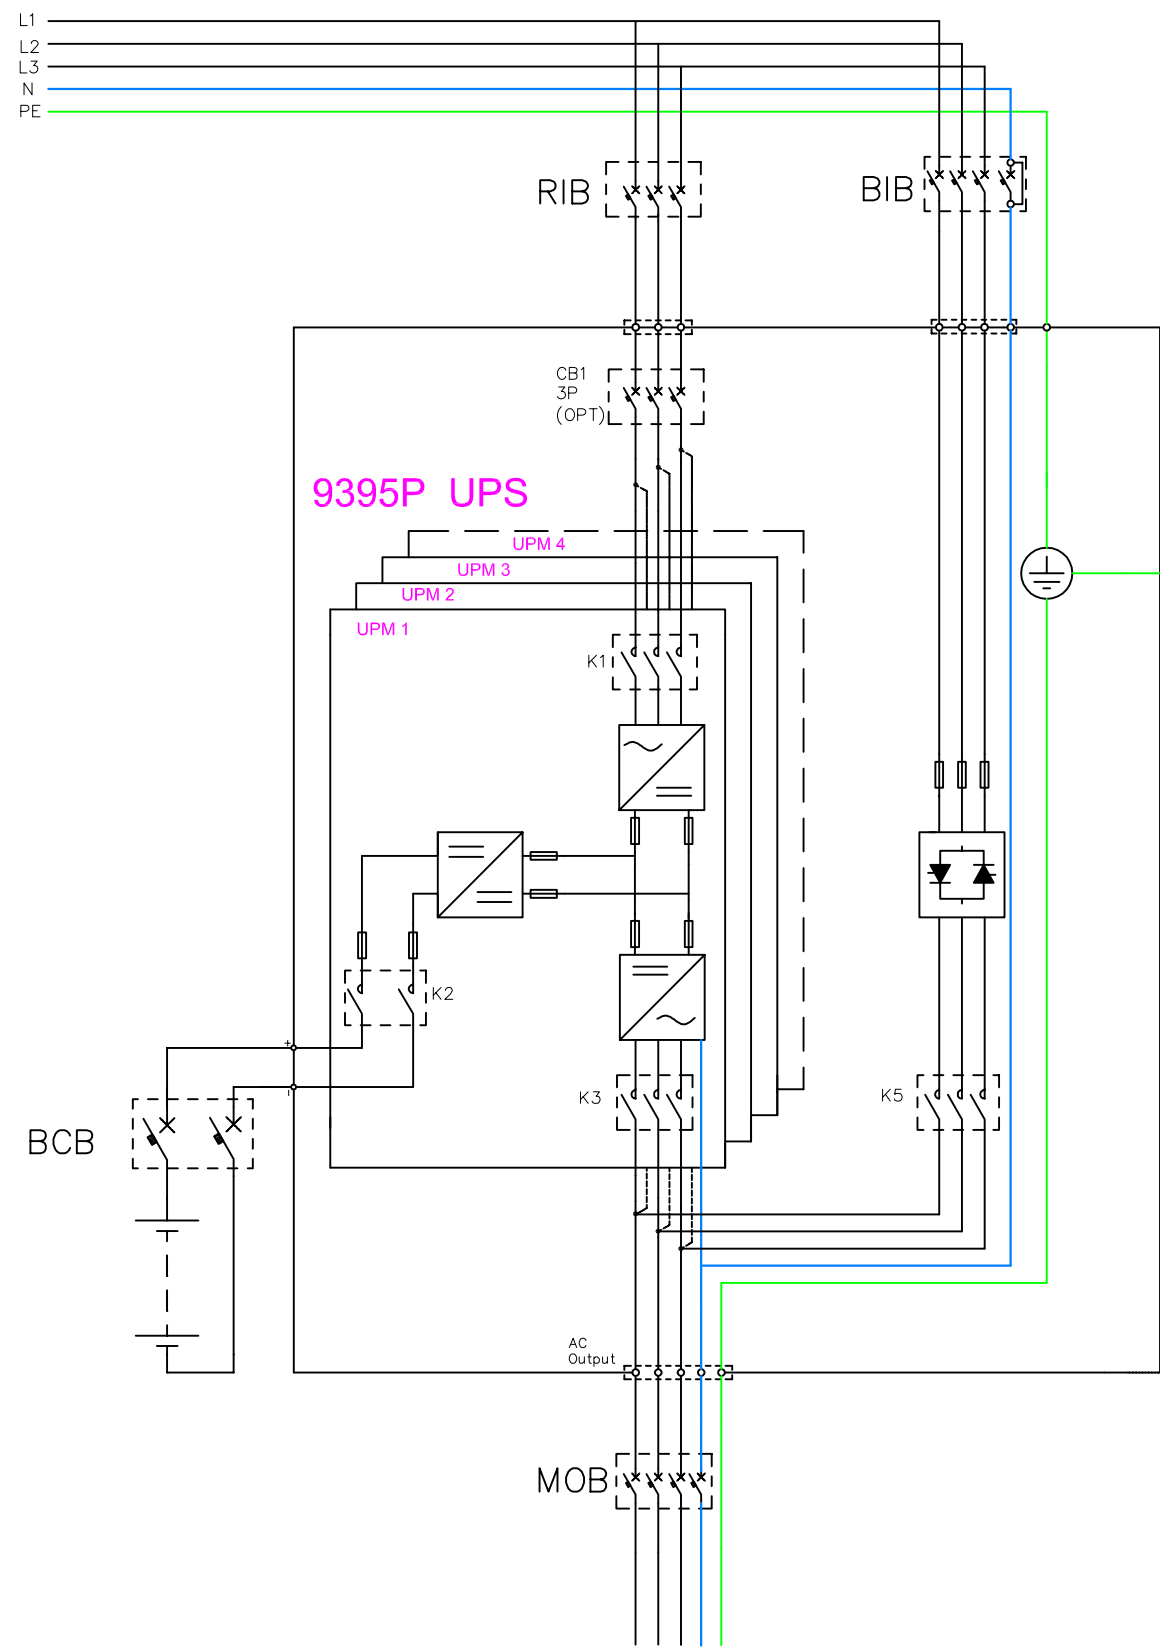 L1
L2
L3
N
PE
RIB
BIB
CB1
3P
(OPT)
9395P UPS
UPM 4
UPM 3
UPM 2
UPM 1
K1
K2
+
-
K3
K5
BCB
AC
Output
MOB